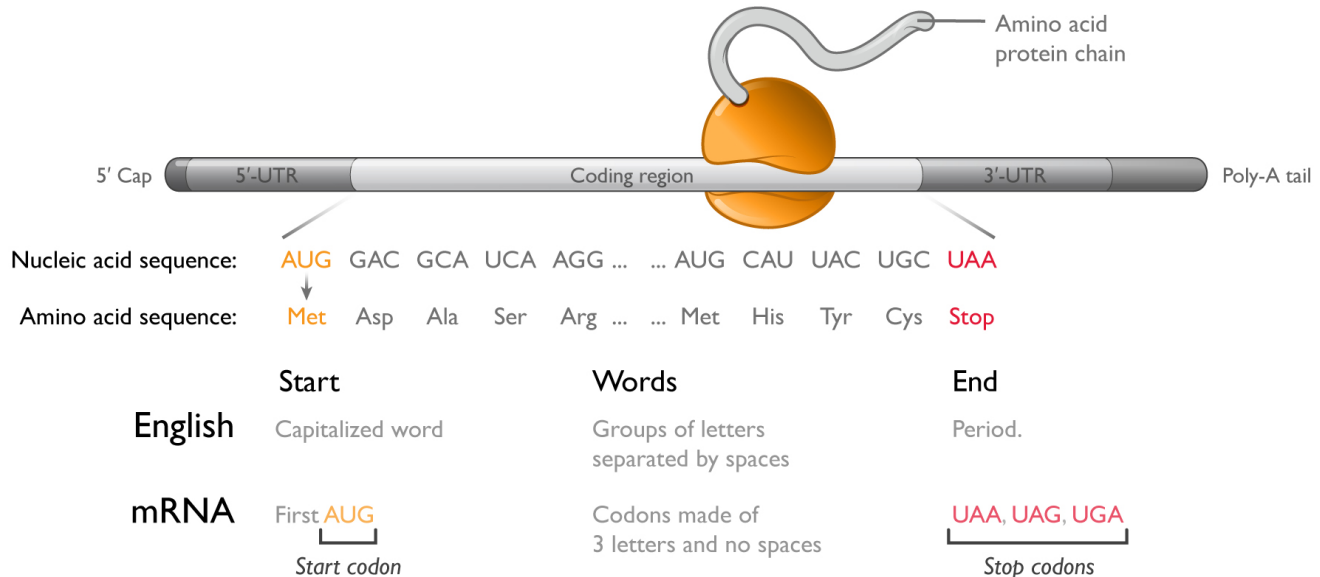 Amino acid
protein chain
5′ Cap 5′-UTR Coding region 3′-UTR Poly-A tail
Nucleic acid sequence: AUG GAC GCA UCA AGG ... ... AUG CAU UAC UGC UAA
Amino acid sequence: Met Asp Ala Ser Arg ... ... Met His Tyr Cys Stop
Start Words End
English Capitalized word Groups of letters Period.
separated by spaces
mRNA First AUG Codons made of UAA, UAG, UGA
3 letters and no spaces
Start codon Stop codons